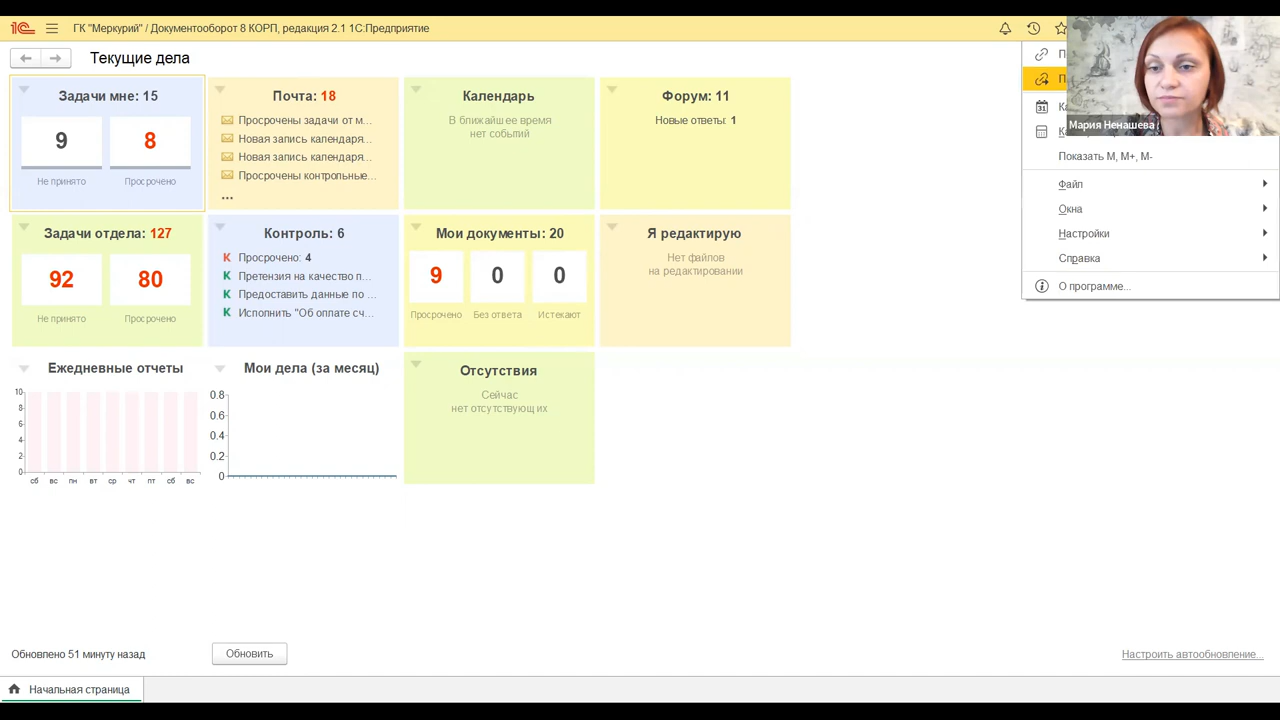 1С
ГК "Меркурий" / Документооборот 8 КОРП, редакция 2.1 1С:Предприятие
Текущие дела
Задачи мне: 15
9
8
Не принято
Просрочено
Почта: 18
Просрочены задачи от м...
Новая запись календаря...
Новая запись календаря...
Просрочены контрольные...
...
Календарь
В ближайшее время
нет событий
Форум: 11
Новые ответы: 1
Задачи отдела: 127
92
80
Не принято
Просрочено
Контроль: 6
К Просрочено: 4
К Претензия на качество п...
К Предоставить данные по ...
К Исполнить "Об оплате сч...
Мои документы: 20
9
0
0
Просрочено
Без ответа
Истекают
Я редактирую
Нет файлов
на редактировании
Ежедневные отчеты
10
8
6
4
2
0
сб вс пн вт ср чт пт сб вс
Мои дела (за месяц)
0.8
0.6
0.4
0.2
0
Отсутствия
Сейчас
нет отсутствующих
31
Мария Ненашева
Показать М, М+, М-
Файл
Окна
Настройки
Справка
О программе...
Обновлено 51 минуту назад
Обновить
Настроить автообновление...
Начальная страница